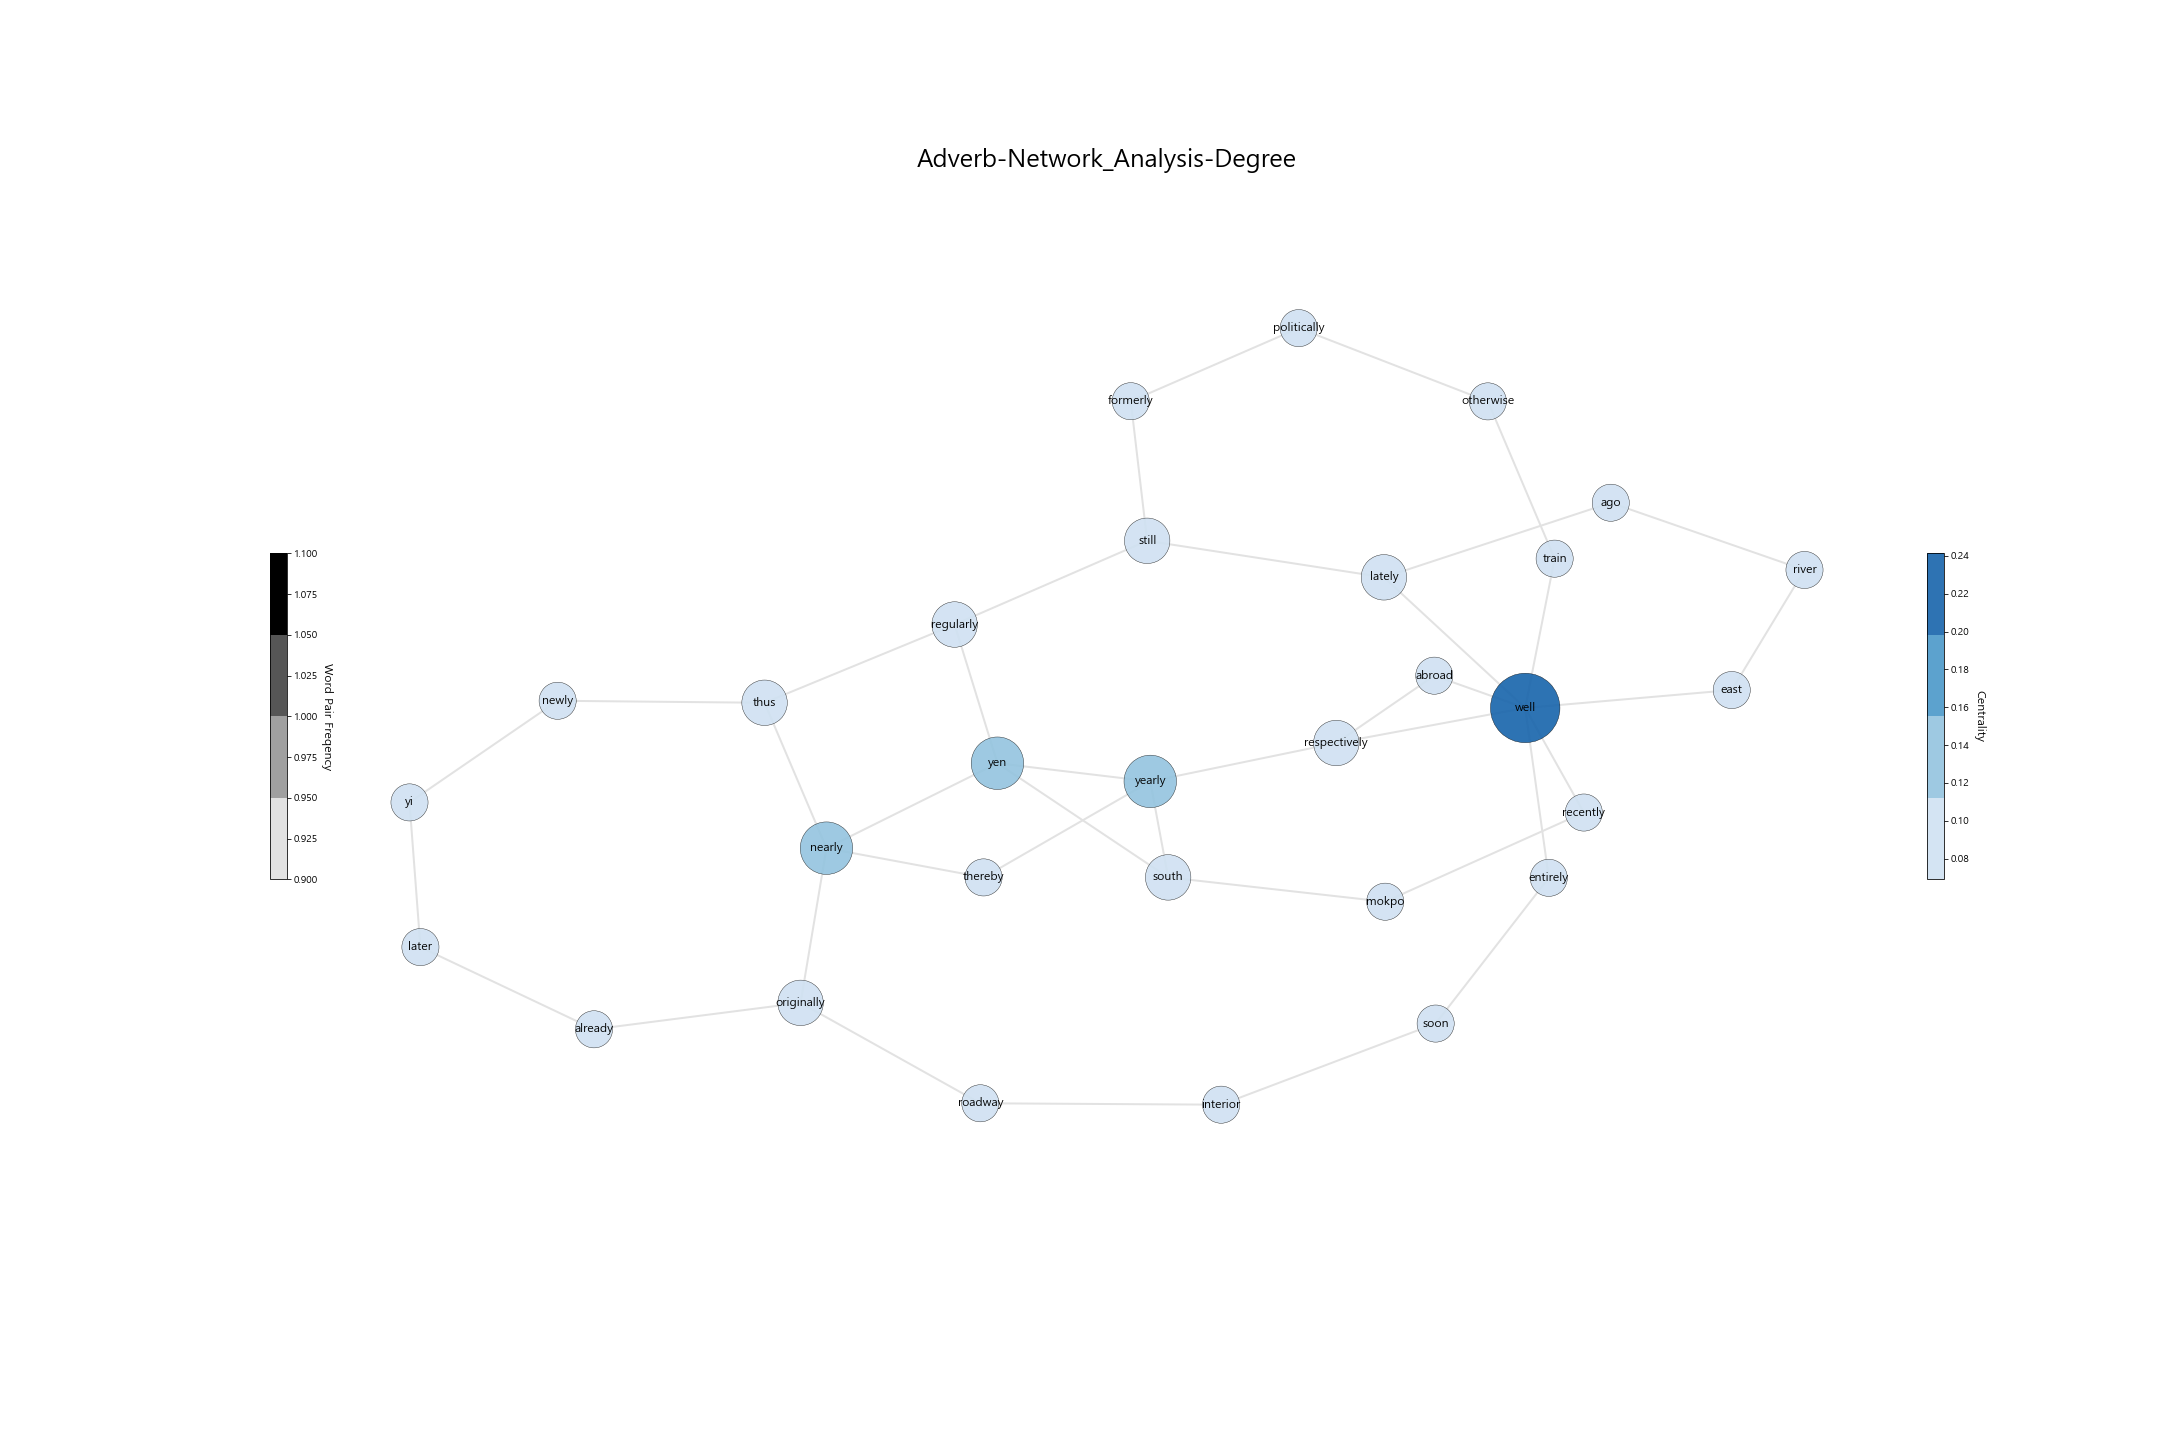 Adverb-Network_Analysis-Degree
politically
formerly
otherwise
ago
still
train
river
lately
regularly
abroad
east
newly
thus
well
respectively
yen
yearly
yi
recently
nearly
thereby
south
entirely
mokpo
later
originally
soon
already
roadway
interior
1.100
1.075
1.050
1.025
1.000
0.975
0.950
0.925
0.900
Word Pair Freqency
0.24
0.22
0.20
0.18
0.16
0.14
0.12
0.10
0.08
Centrality